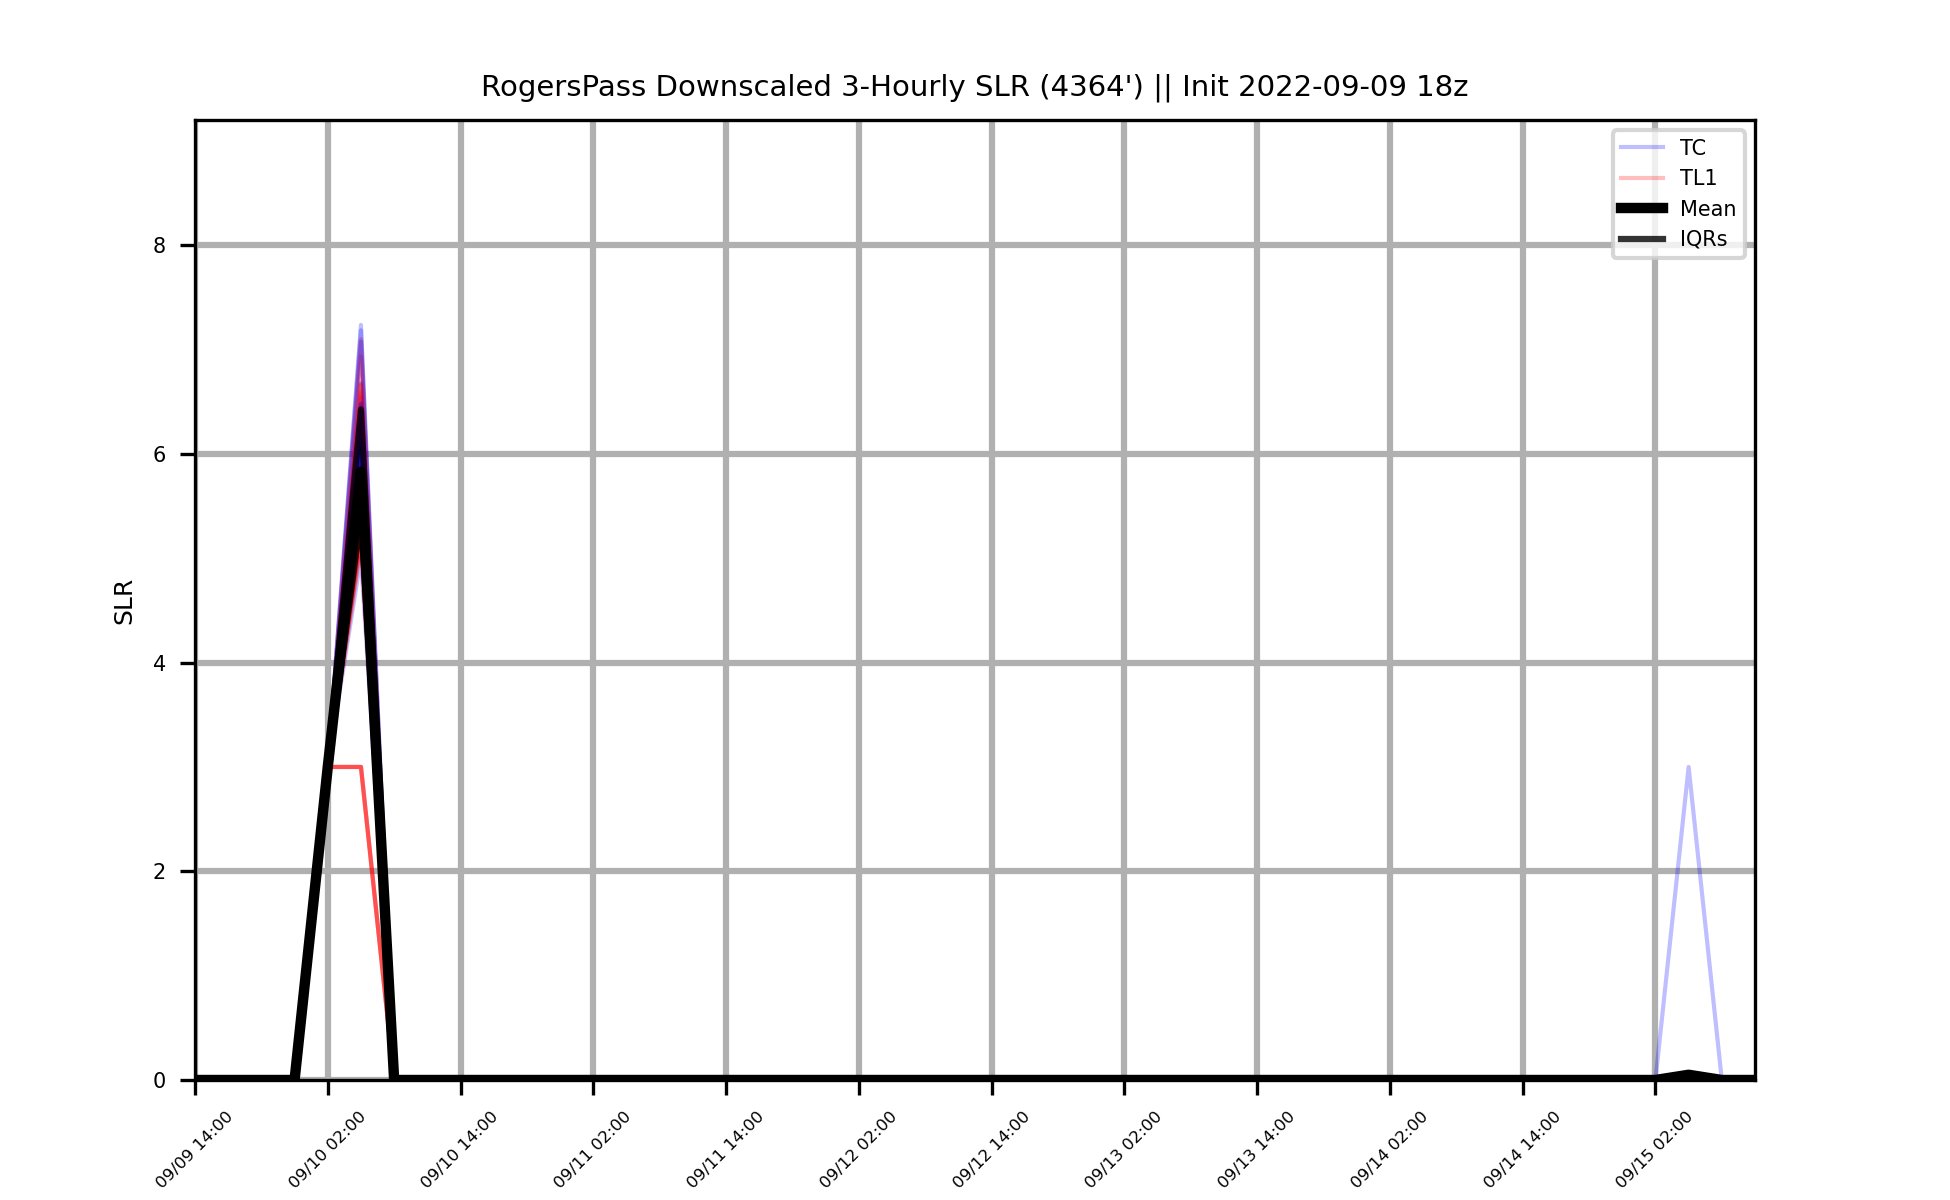 RogersPass Downscaled 3-Hourly SLR (4364') || Init 2022-09-09 18z
TC
TL1
Mean
IQRs
SLR
8
6
4
2
0
09/09 14:00
09/10 02:00
09/10 14:00
09/11 02:00
09/11 14:00
09/12 02:00
09/12 14:00
09/13 02:00
09/13 14:00
09/14 02:00
09/14 14:00
09/15 02:00